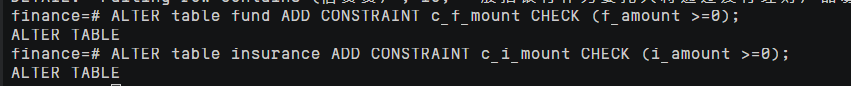 finance=# ALTER table fund ADD CONSTRAINT c_f_mount CHECK (f_amount >=0);
ALTER TABLE
finance=# ALTER table insurance ADD CONSTRAINT c_i_mount CHECK (i_amount >=0);
ALTER TABLE